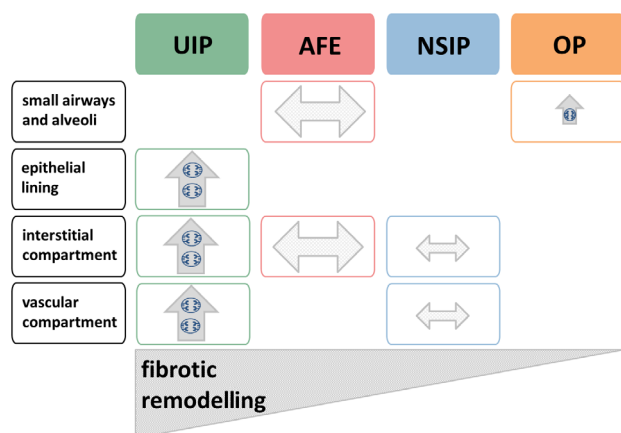 UIP AFE NSIP OP
small airways
and alveoli
epithelial
lining
interstitial
compartment
vascular
compartment
fibrotic
remodelling